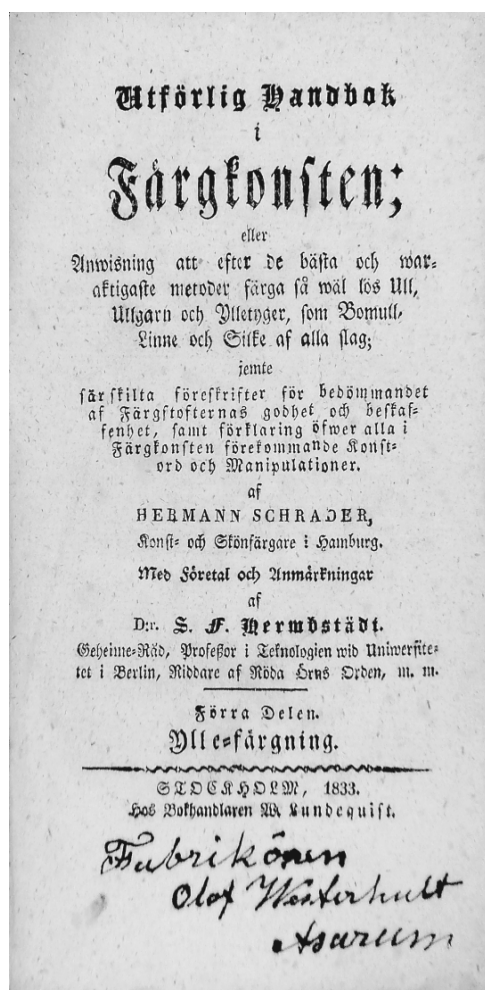 Utförlig Handbok
i
Färgkonsten;
eller
Anwisning att efter de bästa och war-
aktigaste metoder färga så wäl lös Ull,
Ullgarn och Ylletyger, som Bomull-
Linne och Silke af alla slag;
jemte
särskilta föreskrifter för bedömmandet
af Färgstofternas godhet och beskaf-
fenhet, samt förklaring öfwer alla i
Färgkonsten förekommande Konst-
ord och Manipulationer.
af
HERMANN SCHRADER,
Konst- och Skönfärgare i Hamburg.
Med Företal och Anmärkningar
af
D:r. S. F. Hermbstädt.
Geheime-Råd, Profeßor i Teknologien wid Uniwersite-
tet i Berlin, Riddare af Röda Örns Orden, m. m.
Förra Delen.
Ylle-färgning.
STOCKHOLM, 1833.
Hos Bokhandlaren W. Lundequist.
Fabrikören
Olof Westerhult
Asarum